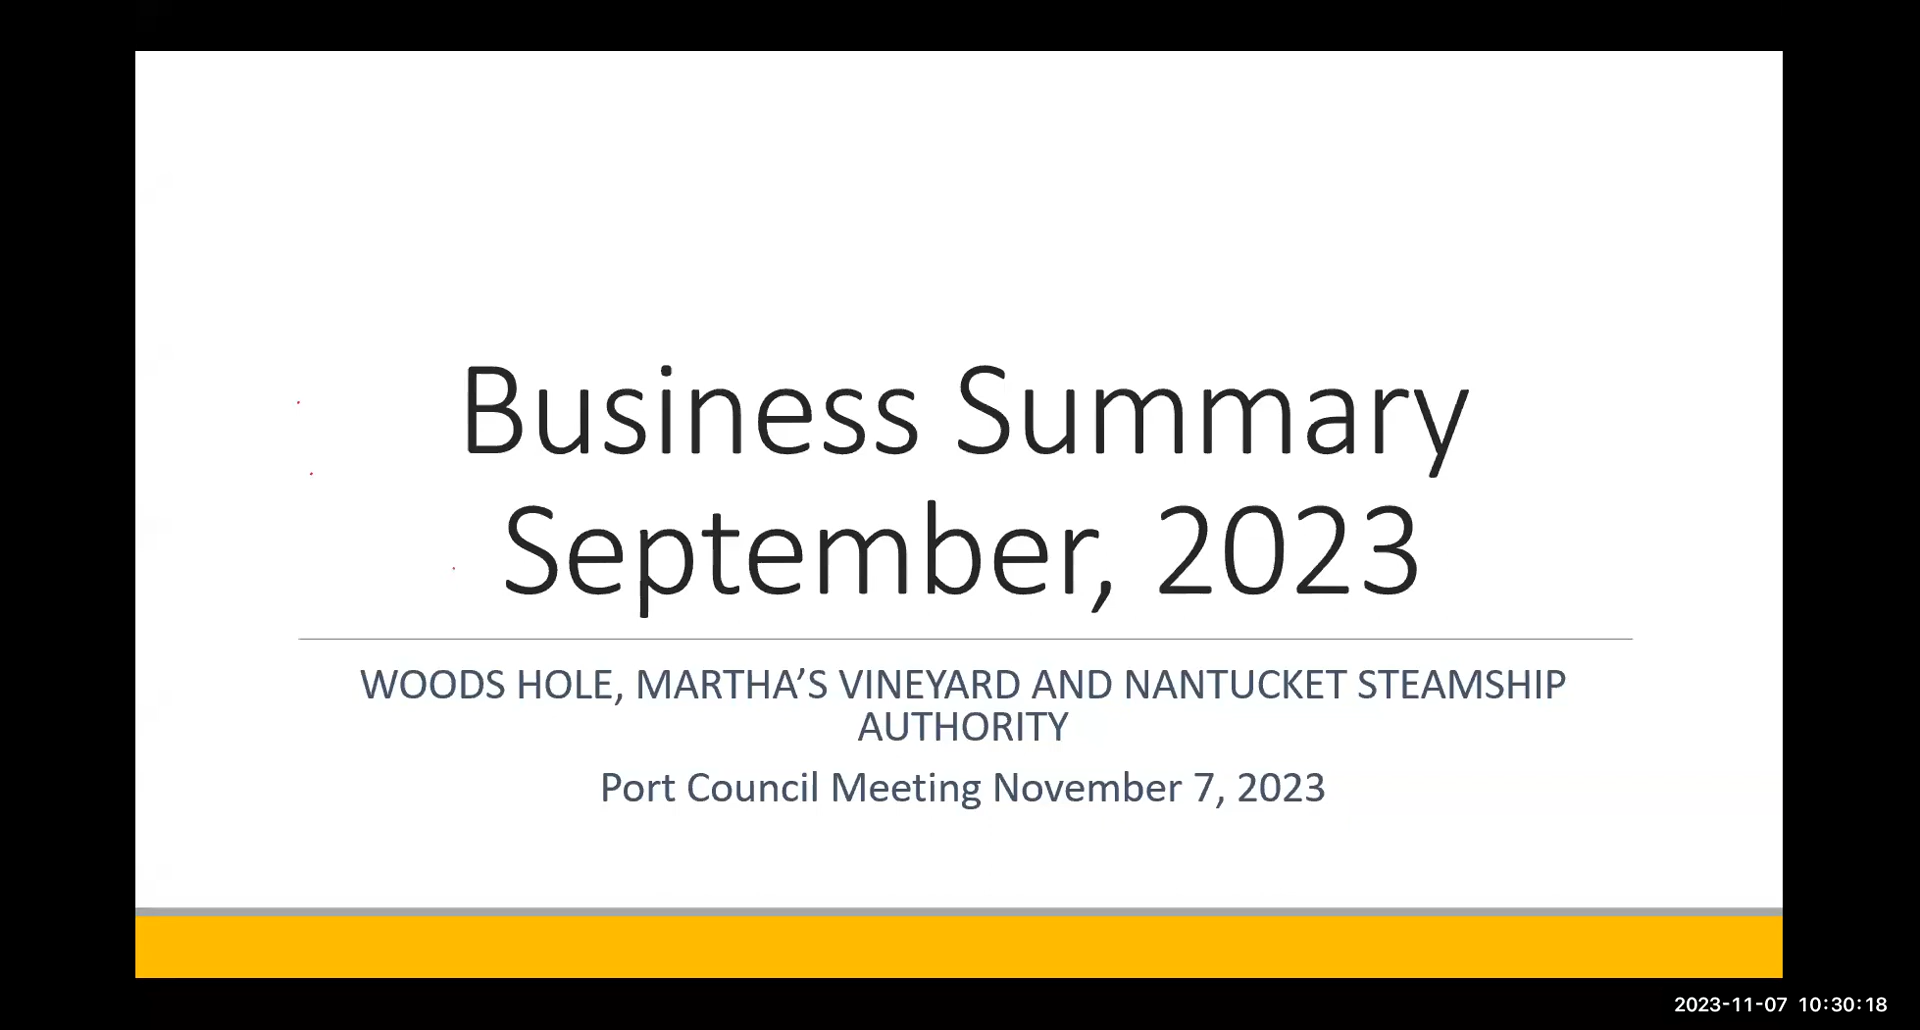 Business Summary
September, 2023
WOODS HOLE, MARTHA’S VINEYARD AND NANTUCKET STEAMSHIP
AUTHORITY
Port Council Meeting November 7, 2023
2023-11-07 10:30:18